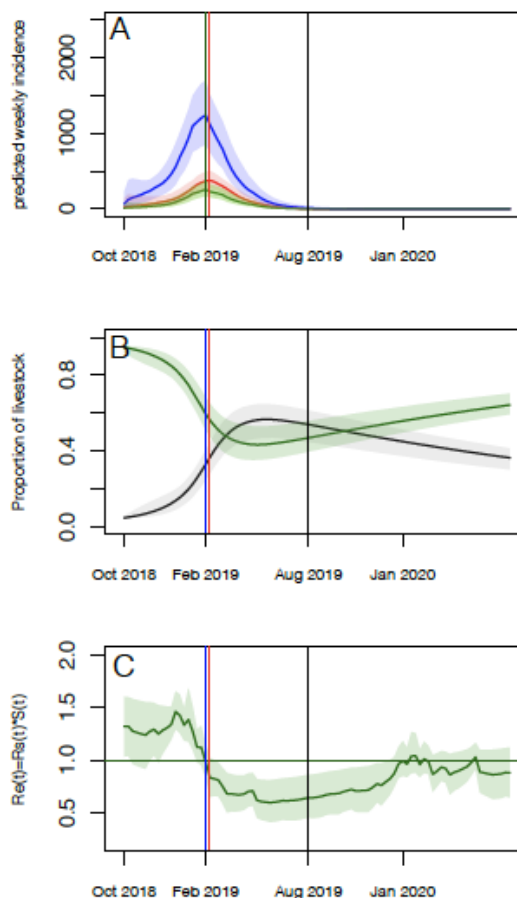 A
predicted weekly incidence
2000
1000
0
Oct 2018 Feb 2019 Aug 2019 Jan 2020
B
Proportion of livestock
0.8
0.4
0.0
Oct 2018 Feb 2019 Aug 2019 Jan 2020
C
Re(t)=Rs(t)*S(t)
2.0
1.5
1.0
0.5
Oct 2018 Feb 2019 Aug 2019 Jan 2020